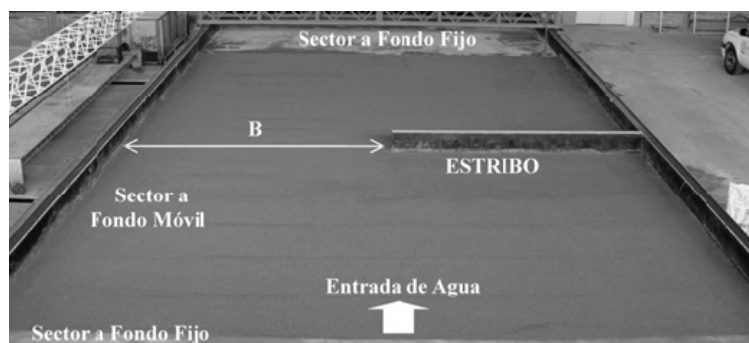 Sector a Fondo Fijo
B
ESTRIBO
Sector a
Fondo Móvil
Entrada de Agua
Sector a Fondo Fijo